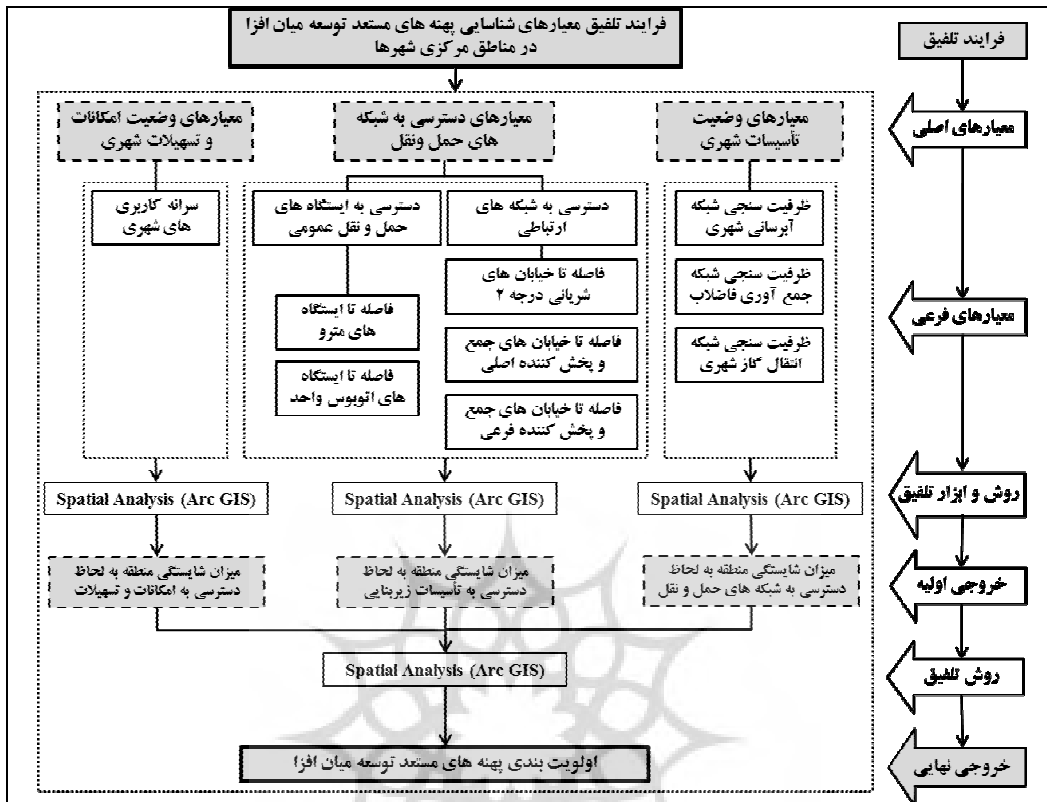 فرایند تلفیق معیارهای شناسایی پهنه های مستعد توسعه میان افزا
در مناطق مرکزی شهرها
فرایند تلفیق
معیارهای اصلی
معیارهای وضعیت
تأسیسات شهری
معیارهای دسترسی به شبکه
های حمل ونقل
معیارهای وضعیت امکانات
و تسهیلات شهری
معیارهای فرعی
ظرفیت سنجی شبکه
آبرسانی شهری
ظرفیت سنجی شبکه
جمع آوری فاضلاب
ظرفیت سنجی شبکه
انتقال گاز شهری
دسترسی به شبکه های
ارتباطی
فاصله تا خیابان های
شریانی درجه ۲
فاصله تا خیابان های جمع
و پخش کننده اصلی
فاصله تا خیابان های جمع
و پخش کننده فرعی
دسترسی به ایستگاه های
حمل و نقل عمومی
فاصله تا ایستگاه
های مترو
فاصله تا ایستگاه
های اتوبوس واحد
سرانه کاربری
های شهری
روش و ابزار تلفیق
Spatial Analysis (Arc GIS)
Spatial Analysis (Arc GIS)
Spatial Analysis (Arc GIS)
خروجی اولیه
میزان شایستگی منطقه به لحاظ
دسترسی به شبکه های حمل و نقل
میزان شایستگی منطقه به لحاظ
دسترسی به تأسیسات زیربنایی
میزان شایستگی منطقه به لحاظ
دسترسی به امکانات و تسهیلات
روش تلفیق
Spatial Analysis (Arc GIS)
خروجی نهایی
اولویت بندی پهنه های مستعد توسعه میان افزا